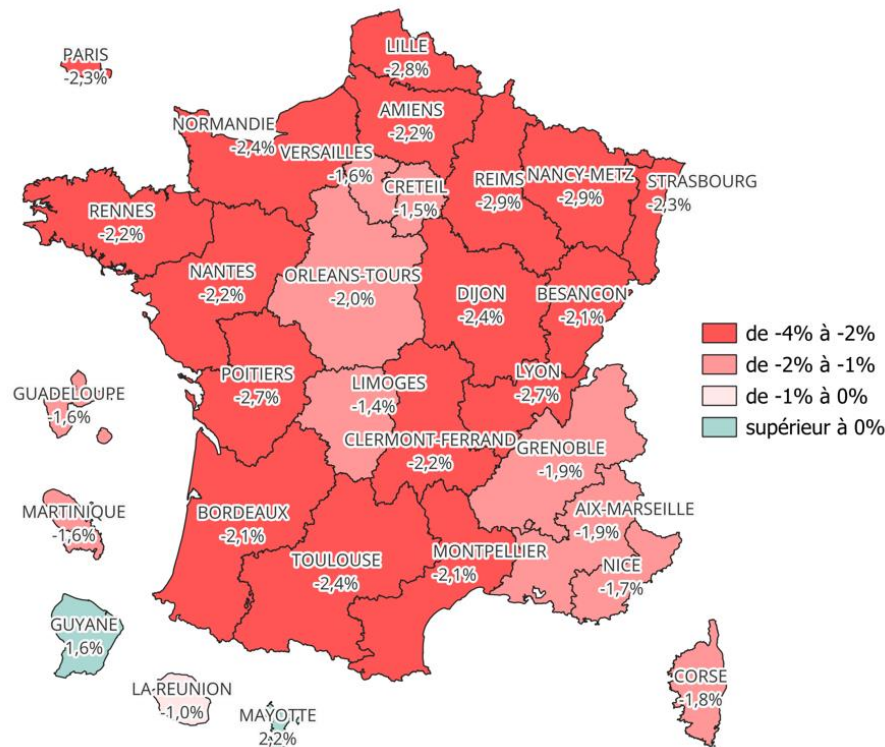 LILLE
-2,8%
PARIS
-2,3%
AMIENS
-2,2%
NORMANDIE
-2,4%
VERSAILLES
-1,6%
CRETEIL
-1,5%
REIMS
-2,9%
NANCY-METZ
-2,9%
STRASBOURG
-2,3%
RENNES
-2,2%
NANTES
-2,2%
ORLEANS-TOURS
-2,0%
DIJON
-2,4%
BESANCON
-2,1%
de -4% à -2%
de -2% à -1%
de -1% à 0%
supérieur à 0%
POITIERS
-2,7%
LIMOGES
-1,4%
LYON
-2,7%
GUADELOUPE
-1,6%
CLERMONT-FERRAND
-2,2%
GRENOBLE
-1,9%
MARTINIQUE
-1,6%
BORDEAUX
-2,1%
AIX-MARSEILLE
-1,9%
TOULOUSE
-2,4%
MONTPELLIER
-2,1%
NICE
-1,7%
GUYANE
1,6%
LA-REUNION
-1,0%
MAYOTTE
2,2%
CORSE
-1,8%